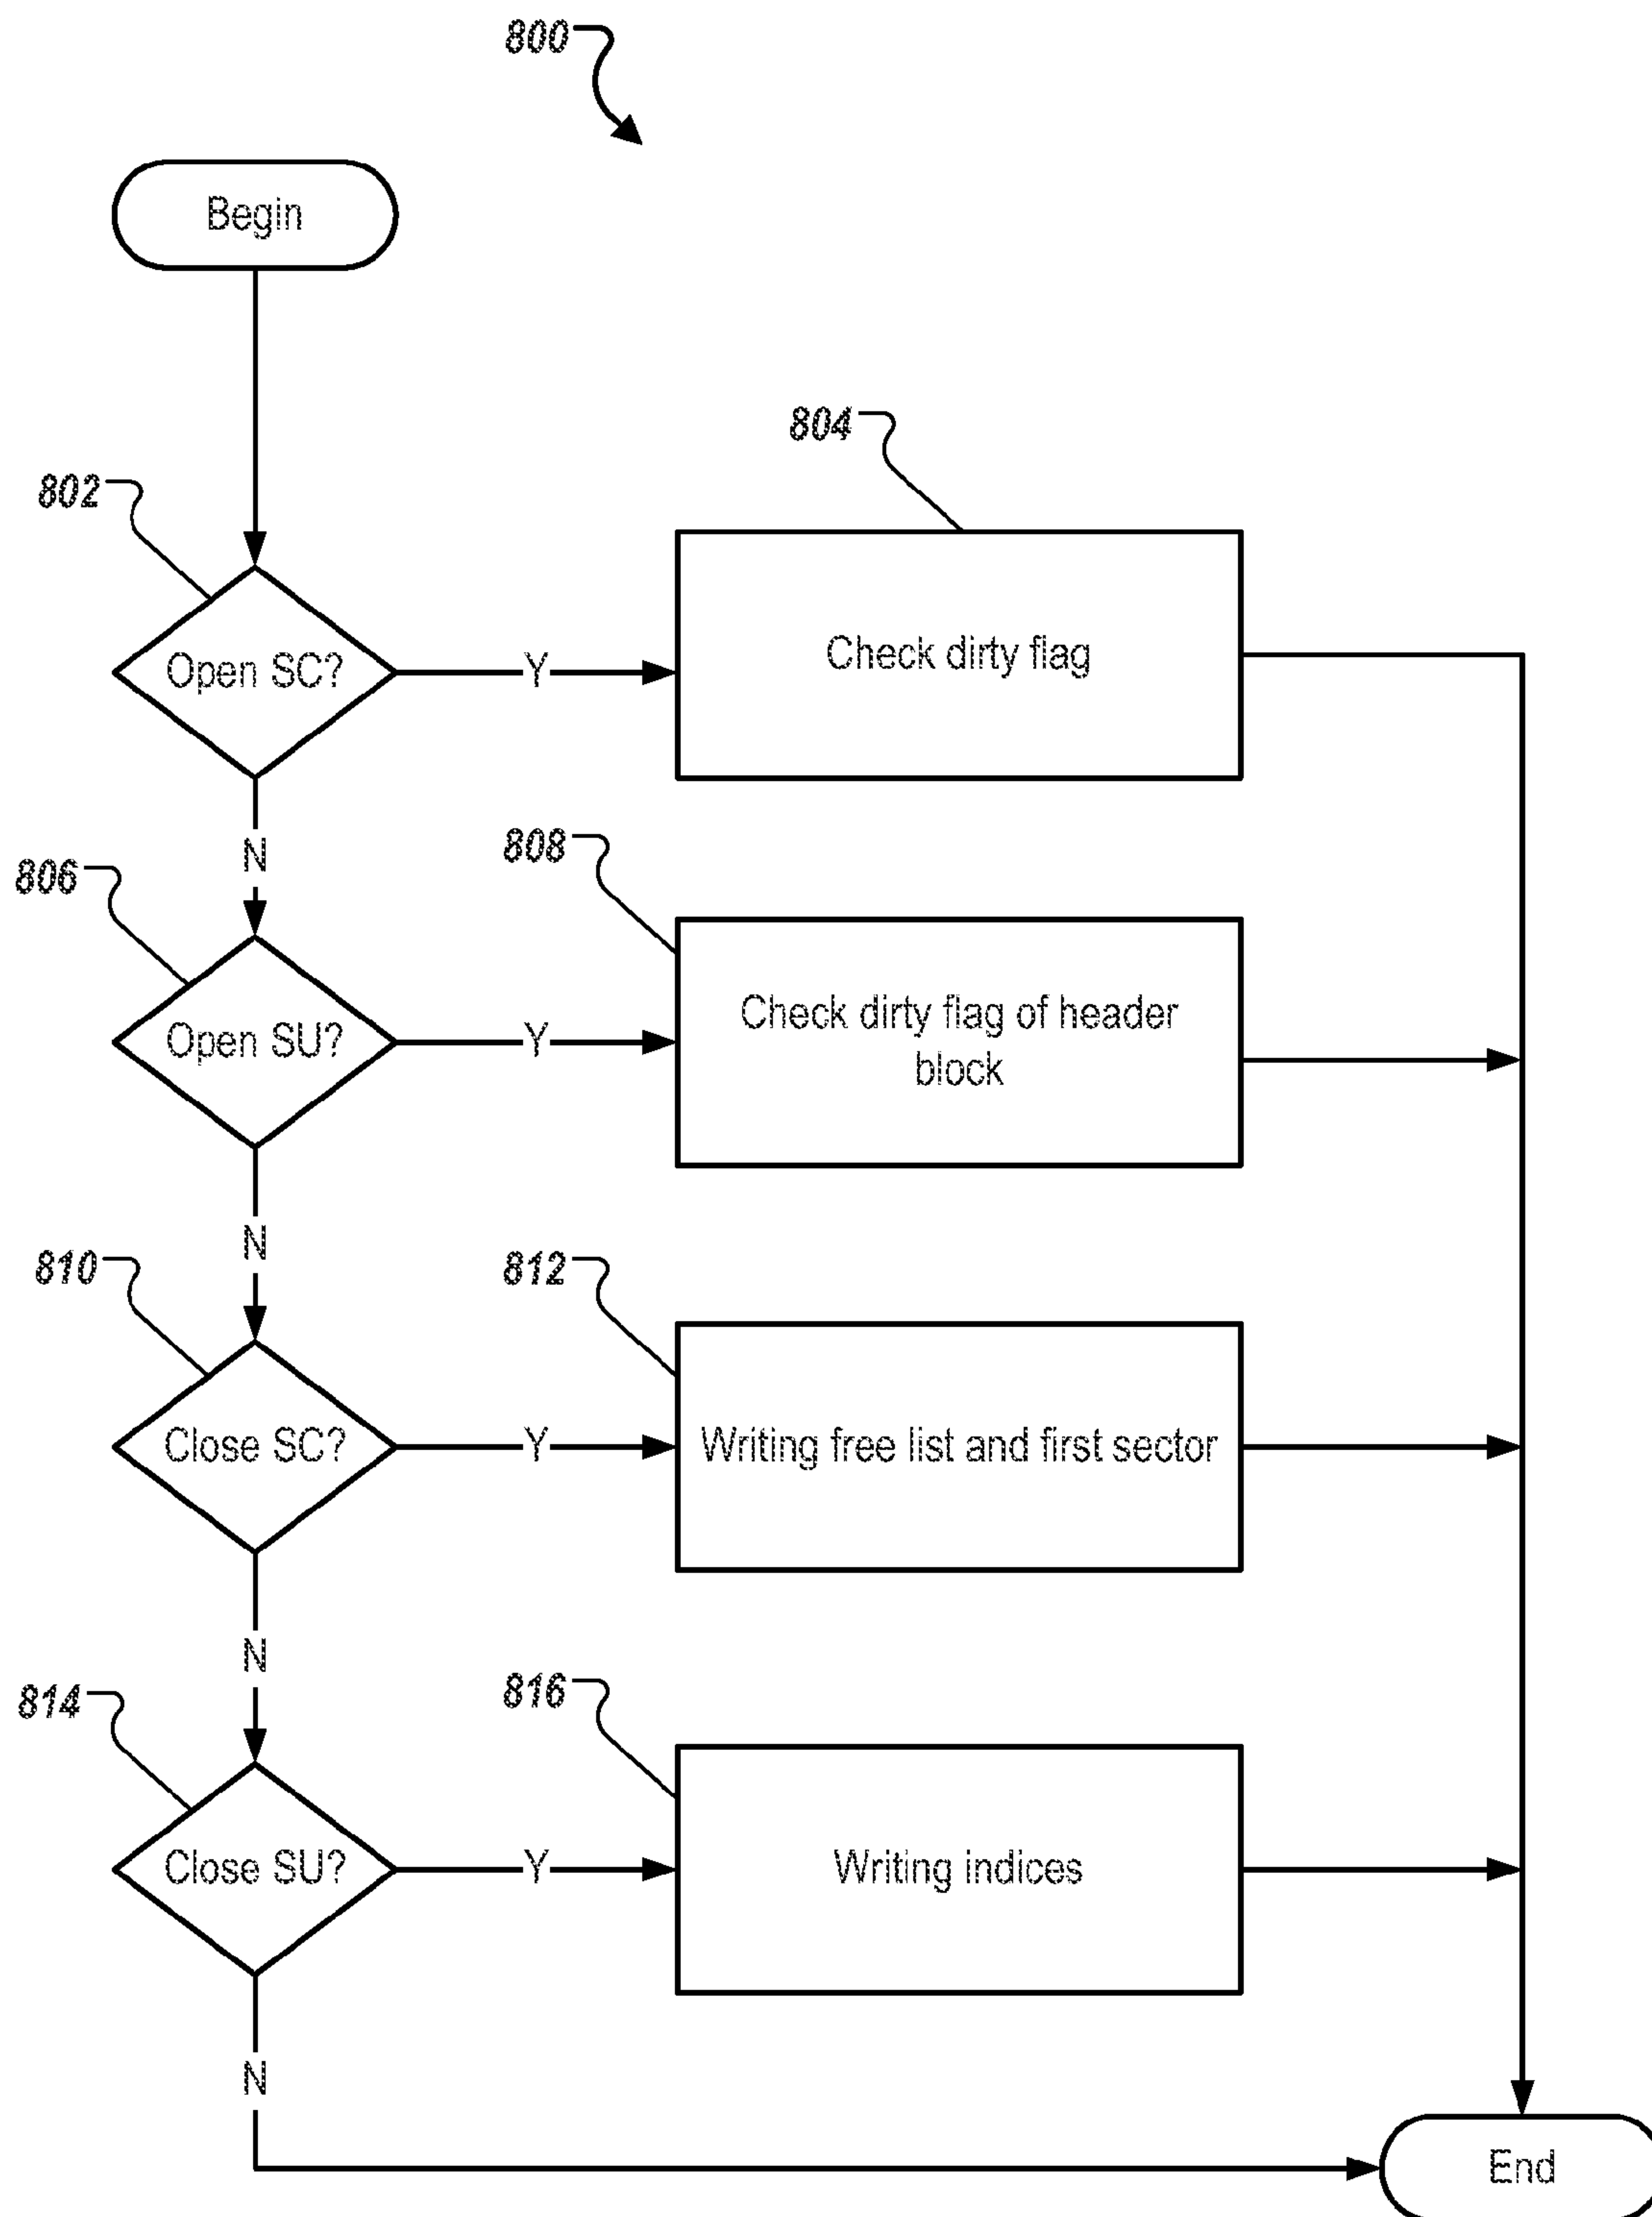 800
Begin
804
802
Open SC?
Y
Check dirty flag
N
808
806
Open SU?
Y
Check dirty flag of header
block
N
810
812
Close SC?
Y
Writing free list and first sector
N
814
816
Close SU?
Y
Writing indices
N
End